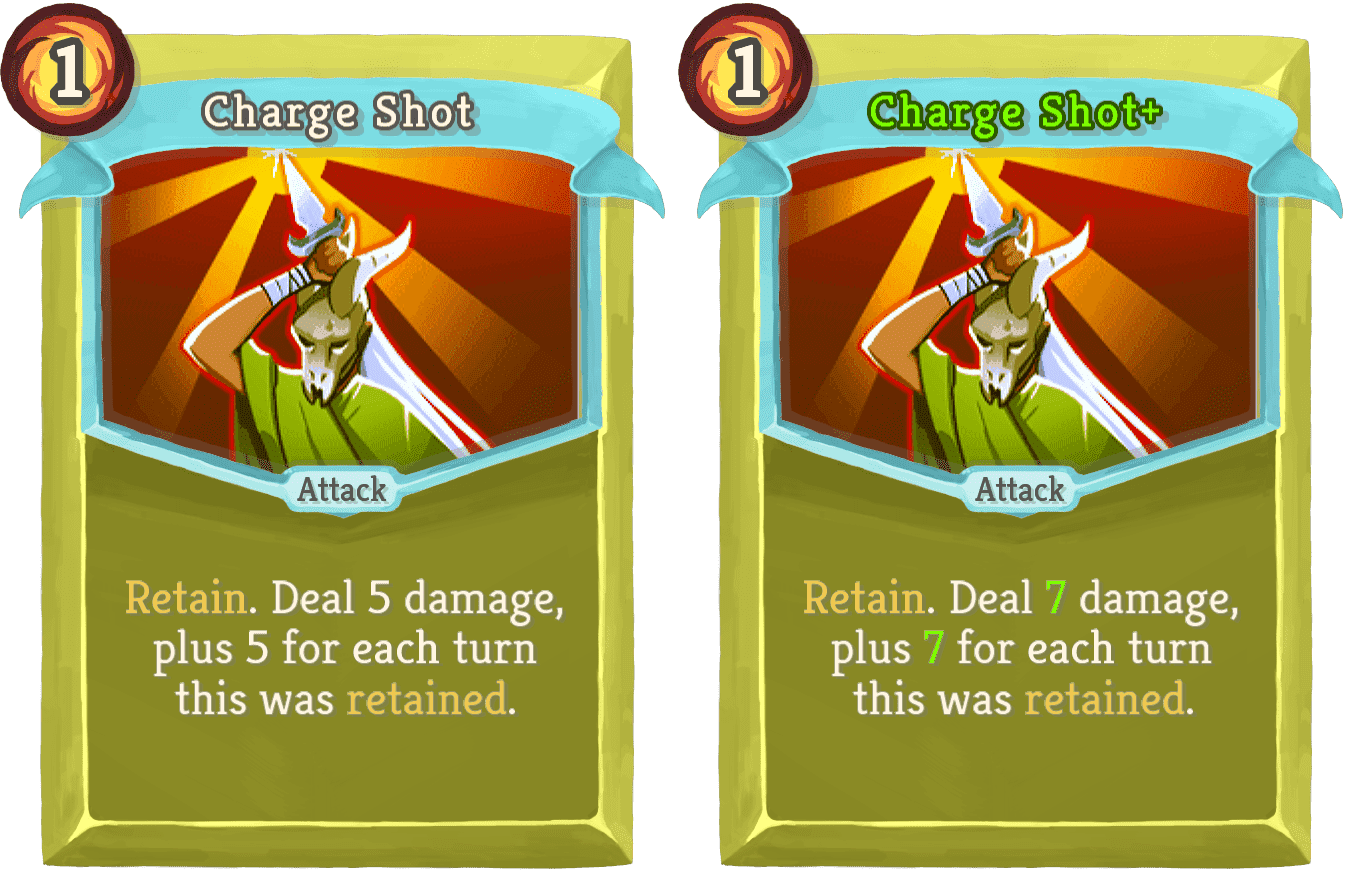 1
Charge Shot
Attack
Retain. Deal 5 damage,
plus 5 for each turn
this was retained.
1
Charge Shot+
Attack
Retain. Deal 7 damage,
plus 7 for each turn
this was retained.